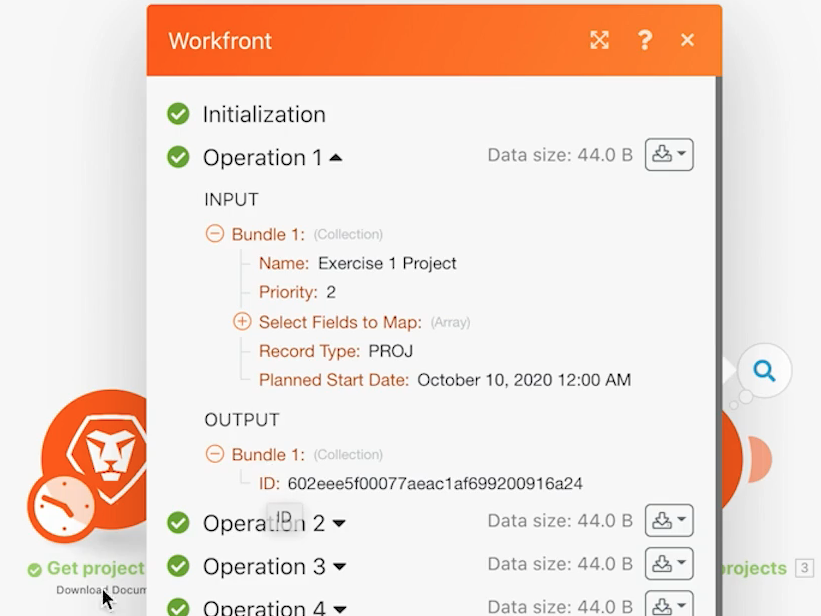 Workfront
?
Initialization
Operation 1
Data size: 44.0 B
INPUT
Bundle 1: (Collection)
Name: Exercise 1 Project
Priority: 2
Select Fields to Map: (Array)
Record Type: PROJ
Planned Start Date: October 10, 2020 12:00 AM
OUTPUT
Bundle 1: (Collection)
ID: 602eee5f00077aeac1af699200916a24
ID
Operation 2
Data size: 44.0 B
Operation 3
Data size: 44.0 B
Operation 4
Data size: 44.0 B
Get project
Download Docum
rojects 3